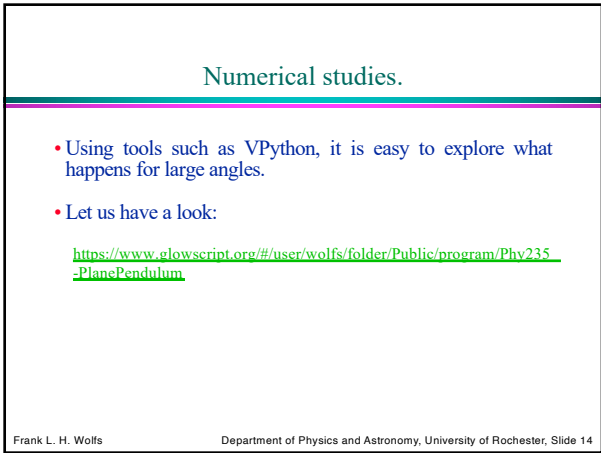 Numerical studies.
• Using tools such as VPython, it is easy to explore what
happens for large angles.
• Let us have a look:
https://www.glowscript.org/#/user/wolfs/folder/Public/program/Phy235
-PlanePendulum
Frank L. H. Wolfs Department of Physics and Astronomy, University of Rochester, Slide 14